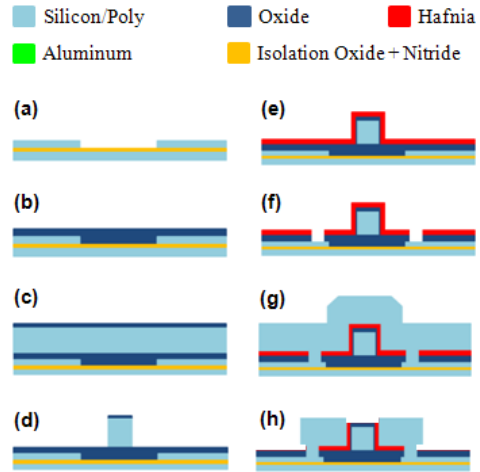 Silicon/Poly
Oxide
Hafnia
Aluminum
Isolation Oxide + Nitride
(a)
(b)
(c)
(d)
(e)
(f)
(g)
(h)